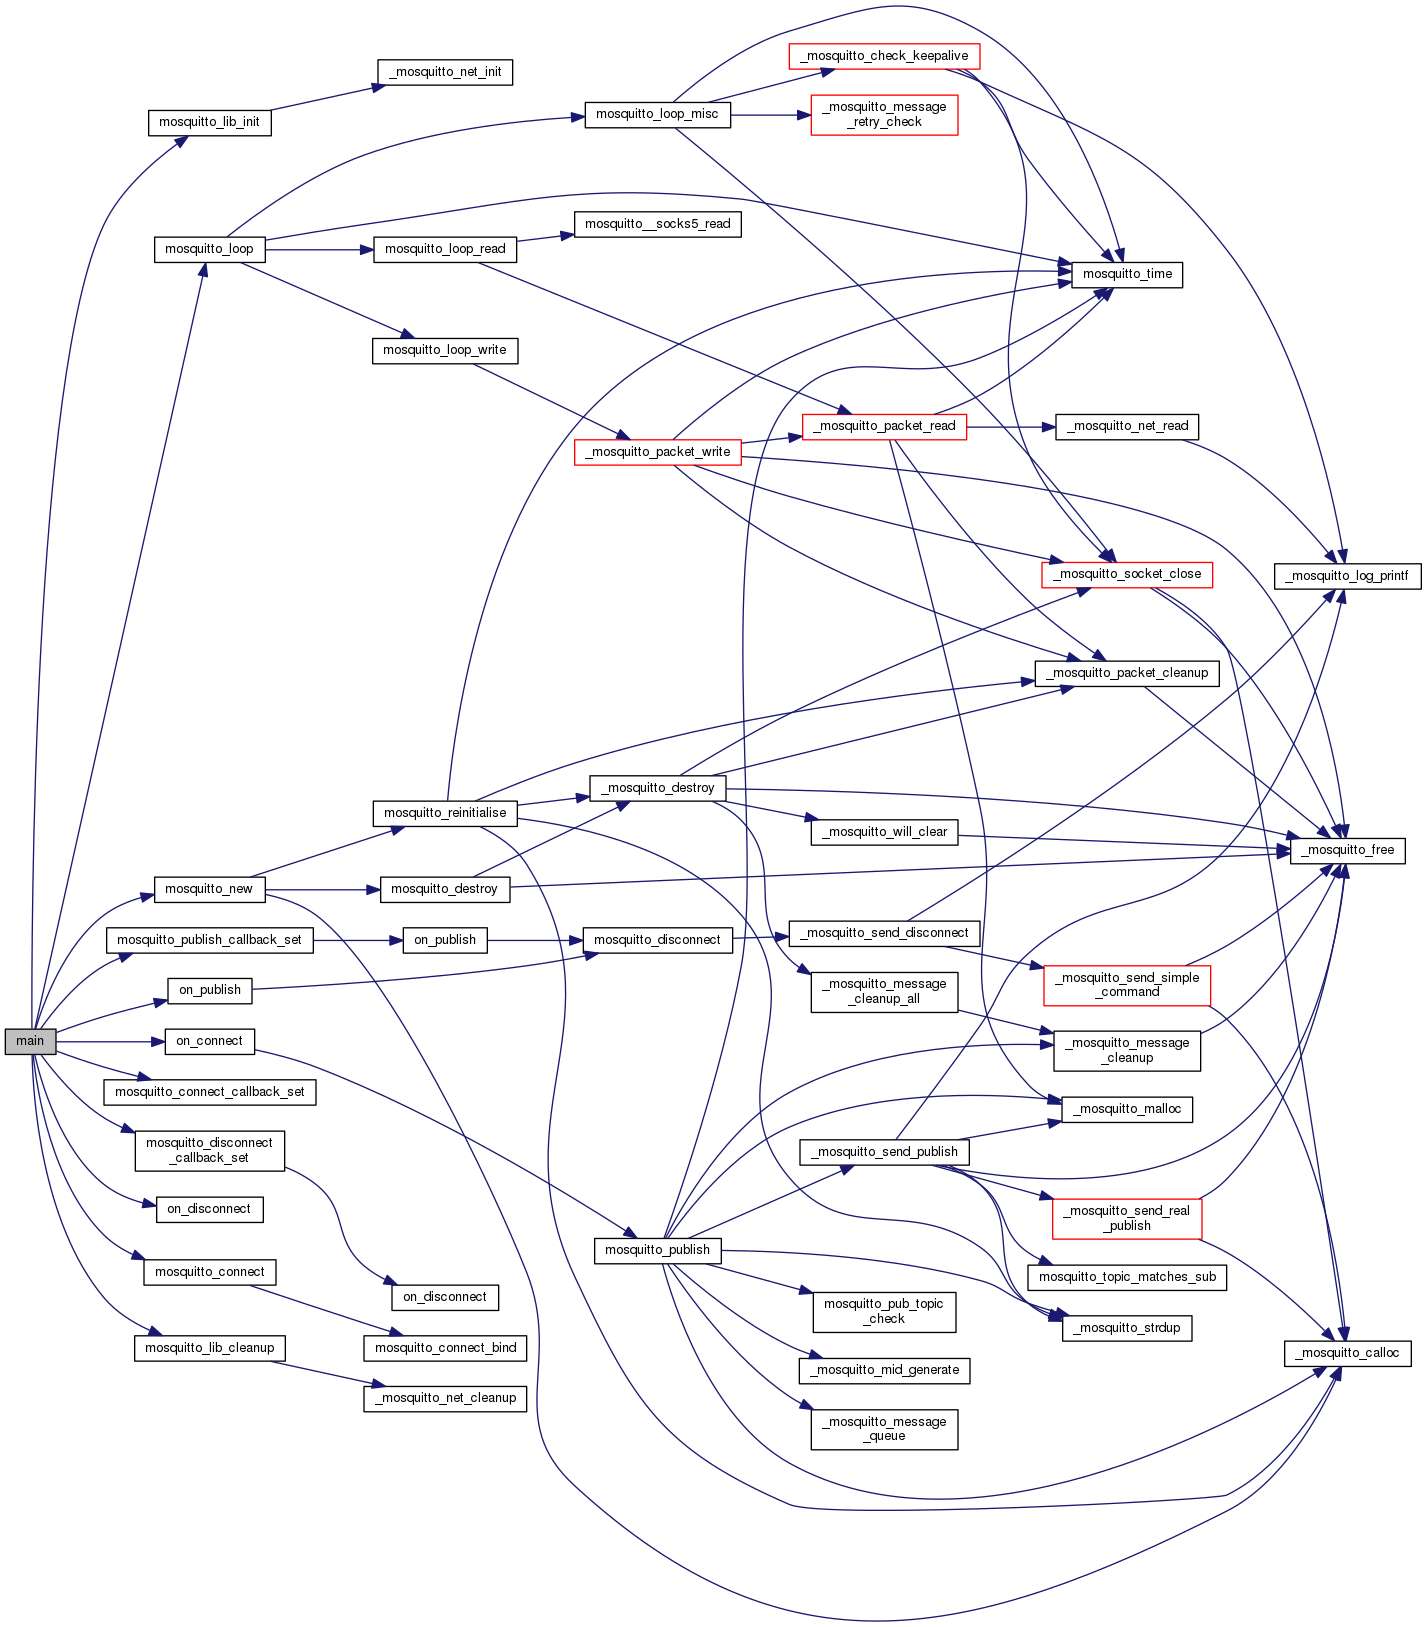 _mosquitto_check_keepalive
_mosquitto_net_init
_mosquitto_message
_retry_check
mosquitto_loop_misc
mosquitto_lib_init
mosquitto__socks5_read
mosquitto_loop
mosquitto_loop_read
mosquitto_time
mosquitto_loop_write
_mosquitto_packet_read
_mosquitto_net_read
_mosquitto_packet_write
_mosquitto_socket_close
_mosquitto_log_printf
_mosquitto_packet_cleanup
_mosquitto_destroy
mosquitto_reinitialise
_mosquitto_will_clear
_mosquitto_free
mosquitto_new
mosquitto_destroy
mosquitto_publish_callback_set
on_publish
mosquitto_disconnect
_mosquitto_send_disconnect
on_publish
_mosquitto_message
_cleanup_all
_mosquitto_send_simple
_command
main
on_connect
_mosquitto_message
_cleanup
mosquitto_connect_callback_set
_mosquitto_malloc
mosquitto_disconnect
_callback_set
_mosquitto_send_publish
on_disconnect
_mosquitto_send_real
_publish
mosquitto_publish
mosquitto_connect
mosquitto_topic_matches_sub
on_disconnect
mosquitto_pub_topic
_check
_mosquitto_strdup
mosquitto_lib_cleanup
mosquitto_connect_bind
_mosquitto_calloc
_mosquitto_mid_generate
_mosquitto_net_cleanup
_mosquitto_message
_queue